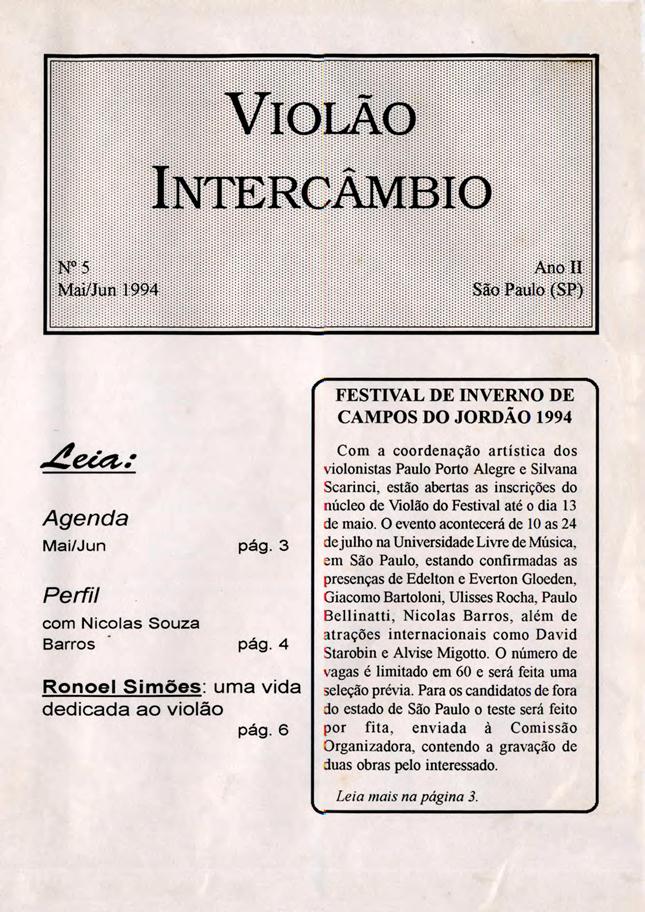 VIOLÃO
INTERCÂMBIO
Nº 5
Ano II
Mai/Jun 1994
São Paulo (SP)
Leia:
Agenda
Mai/Jun pág. 3
Perfil
com Nicolas Souza
Barros pág. 4
Ronoel Simões: uma vida
dedicada ao violão
pág. 6
FESTIVAL DE INVERNO DE
CAMPOS DO JORDÃO 1994
Com a coordenação artística dos
violonistas Paulo Porto Alegre e Silvana
Scarinci, estão abertas as inscrições do
núcleo de Violão do Festival até o dia 13
de maio. O evento acontecerá de 10 as 24
de julho na Universidade Livre de Música,
em São Paulo, estando confirmadas as
presenças de Edelton e Everton Gloeden,
Giacomo Bartoloni, Ulisses Rocha, Paulo
Bellinatti, Nicolas Barros, além de
atrações internacionais como David
Starobin e Alvise Migotto. O número de
vagas é limitado em 60 e será feita uma
seleção prévia. Para os candidatos de fora
do estado de São Paulo o teste será feito
por fita, enviada à Comissão
Organizadora, contendo a gravação de
duas obras pelo interessado.
Leia mais na página 3.